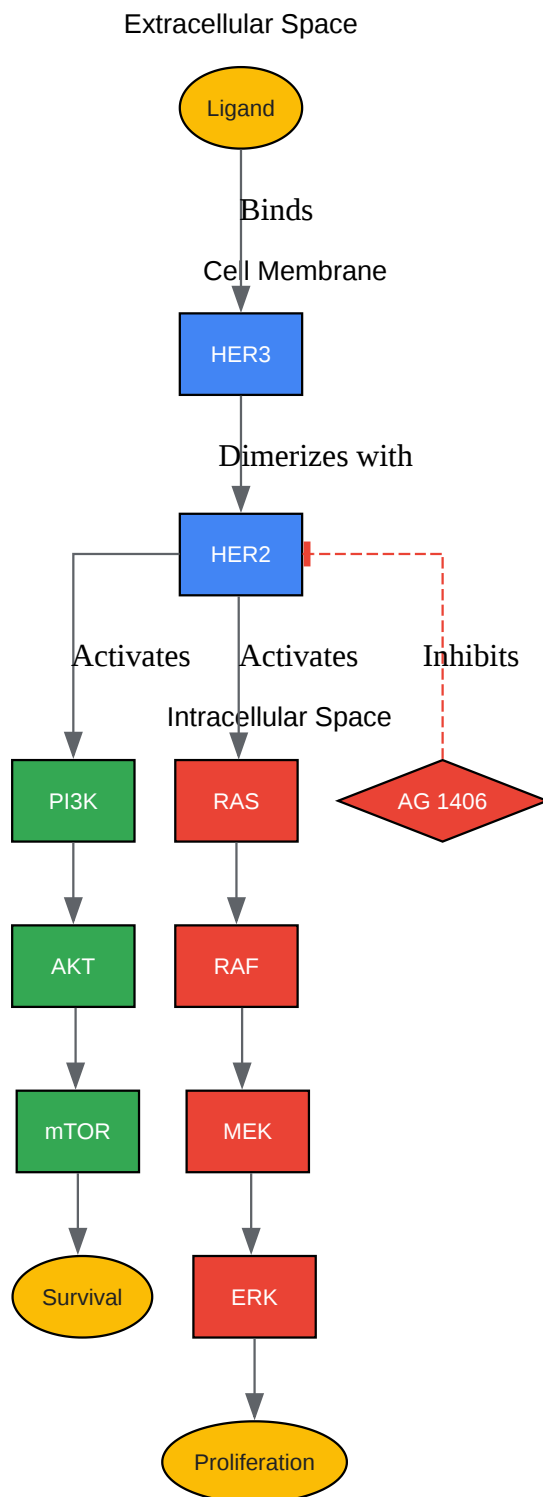 Extracellular Space
Ligand
Binds
Cell Membrane
HER3
Dimerizes with
HER2
Activates
Activates
Inhibits
Intracellular Space
PI3K
RAS
AG 1406
AKT
RAF
mTOR
MEK
Survival
ERK
Proliferation